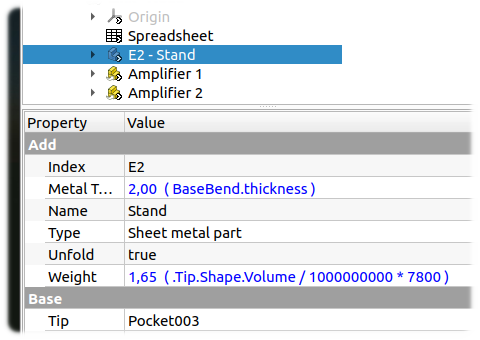 Origin
Spreadsheet
E2 - Stand
Amplifier 1
Amplifier 2
Property Value
Add
Index E2
Metal T... 2,00 ( BaseBend.thickness )
Name Stand
Type Sheet metal part
Unfold true
Weight 1,65 ( .Tip.Shape.Volume / 1000000000 * 7800 )
Base
Tip Pocket003